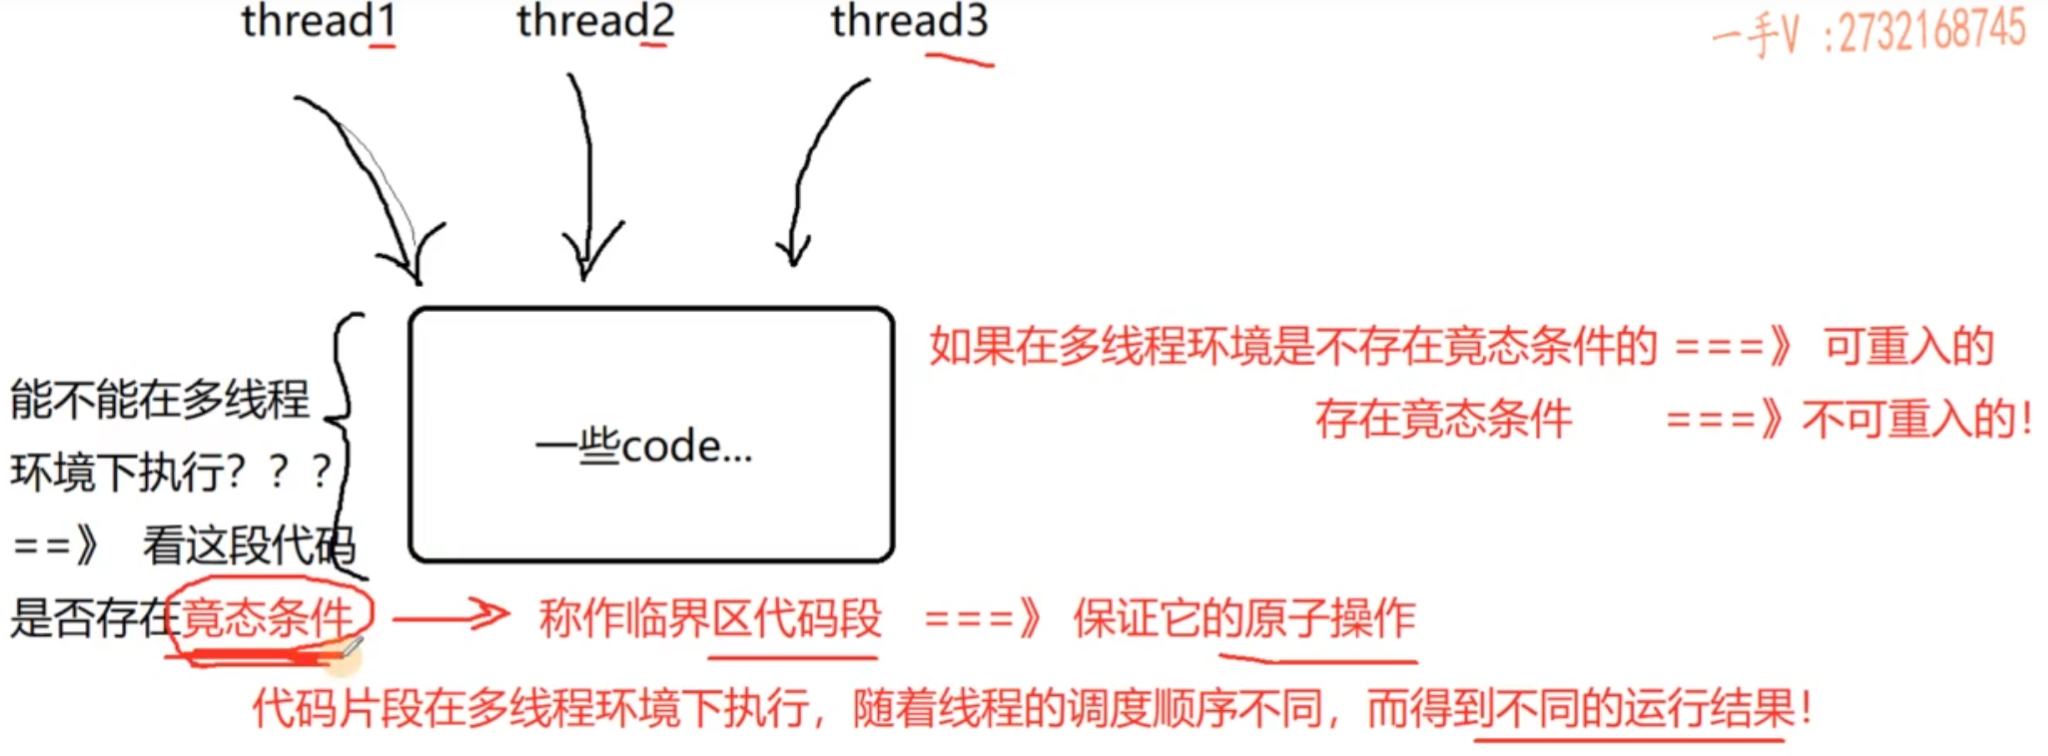 thread1 thread2 thread3
一手V :2732168745
如果在多线程环境是不存在竟态条件的 ===》 可重入的
存在竟态条件 ===》不可重入的!
能不能在多线程
环境下执行? ? ?
==》 看这段代码
是否存在竟态条件
一些code...
称作临界区代码段 ===》 保证它的原子操作
代码片段在多线程环境下执行，随着线程的调度顺序不同，而得到不同的运行结果!